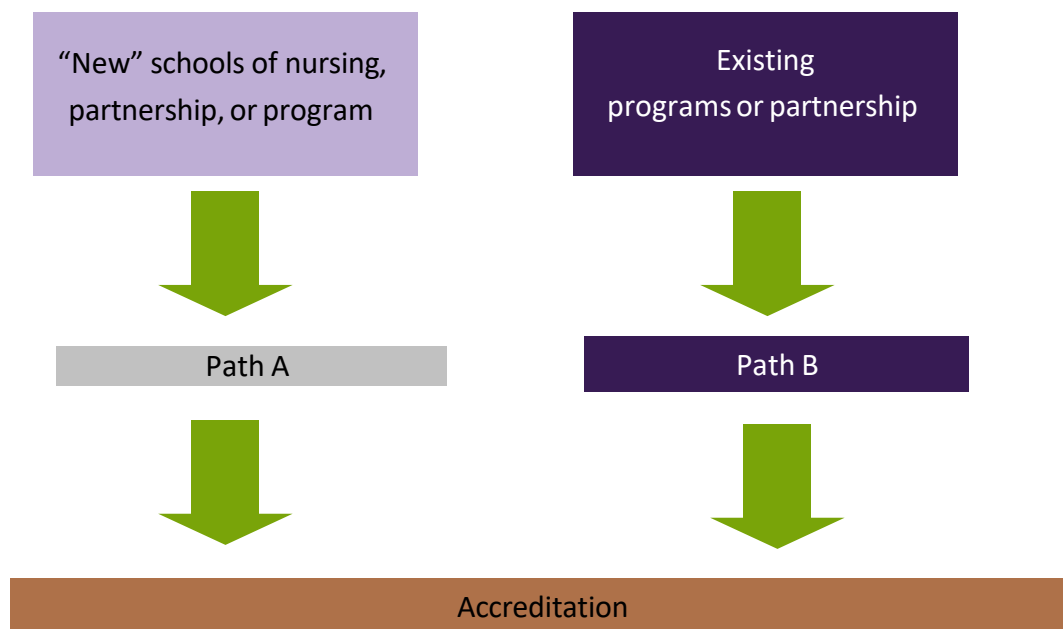 “New” schools of nursing,
partnership, or program
Existing
programs or partnership
Path A
Path B
Accreditation